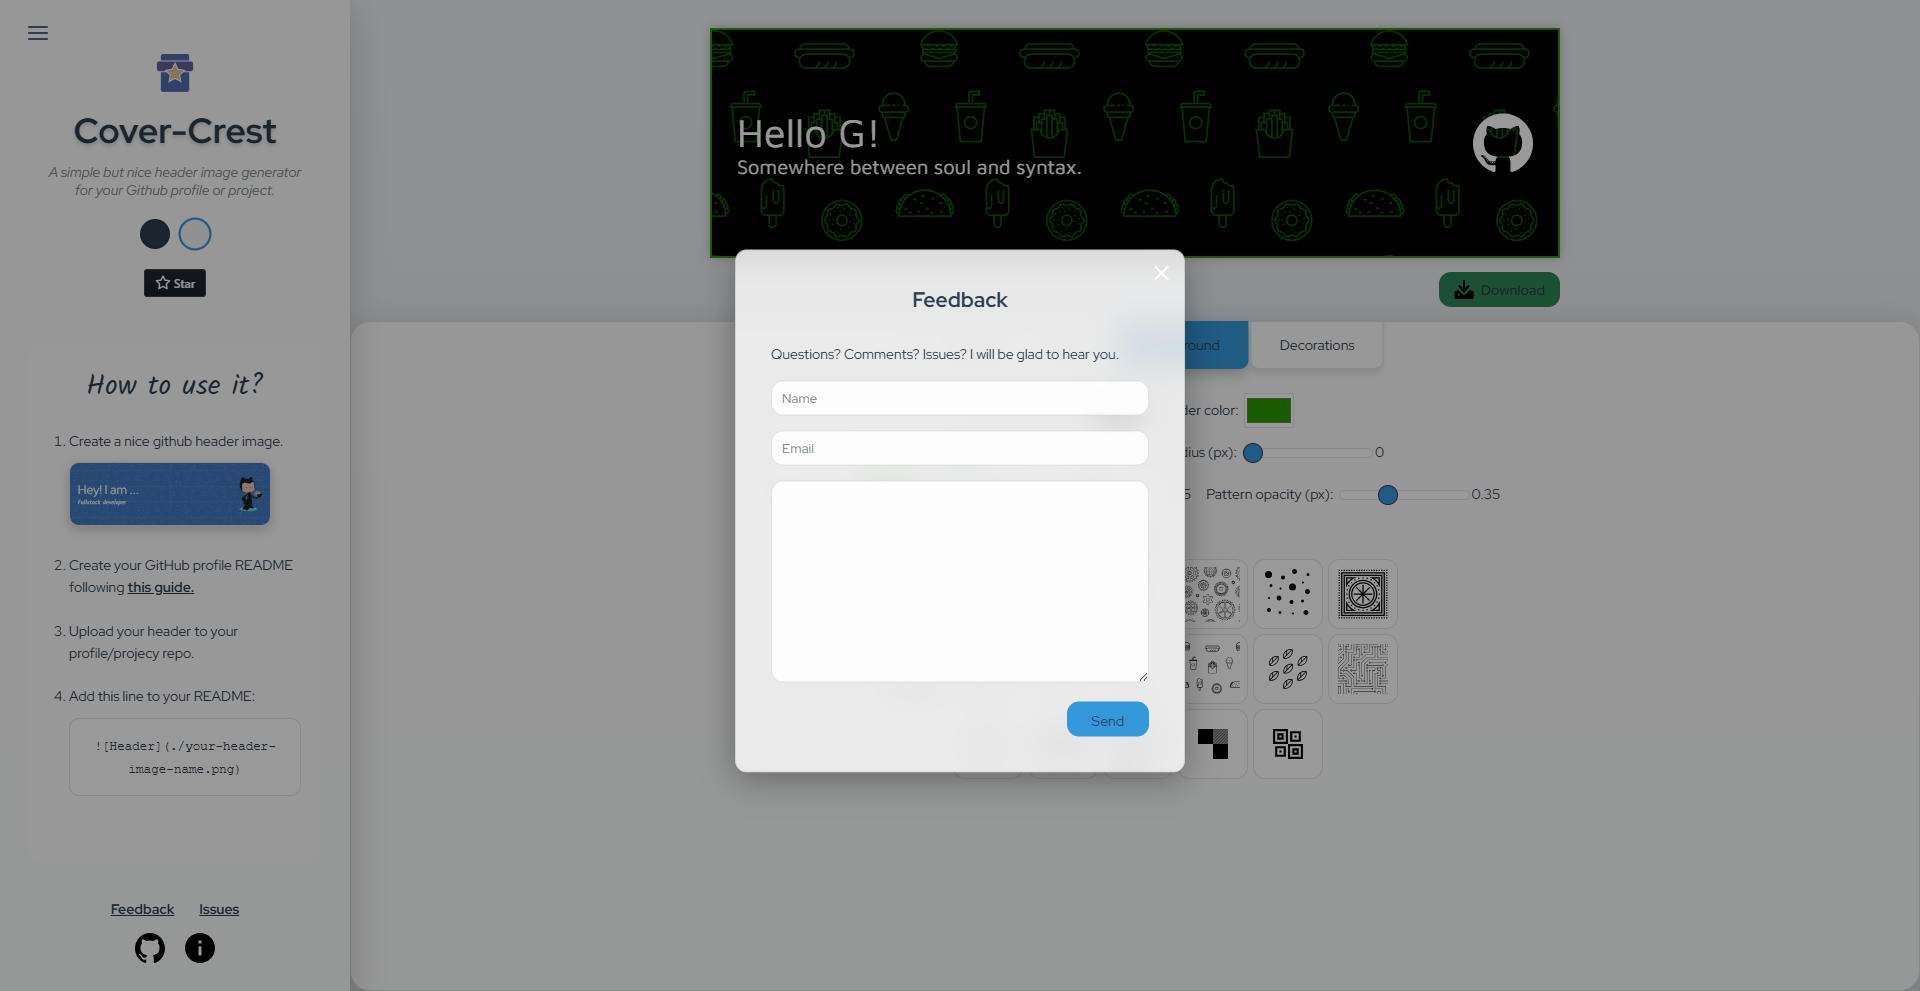 Cover-Crest
A simple but nice header image generator
for your Github profile or project.
Star
How to use it?
1. Create a nice github header image.
Hey! I am ...
Fullstack developer
2. Create your GitHub profile README
following this guide.
3. Upload your header to your
profile/projecy repo.
4. Add this line to your README:
![Header](./your-header-
image-name.png)
Feedback Issues
Hello G!
Somewhere between soul and syntax.
Download
Decorations
color:
(px): 0
Pattern opacity (px): 0.35
Feedback
Questions? Comments? Issues? I will be glad to hear you.
Name
Email
Send